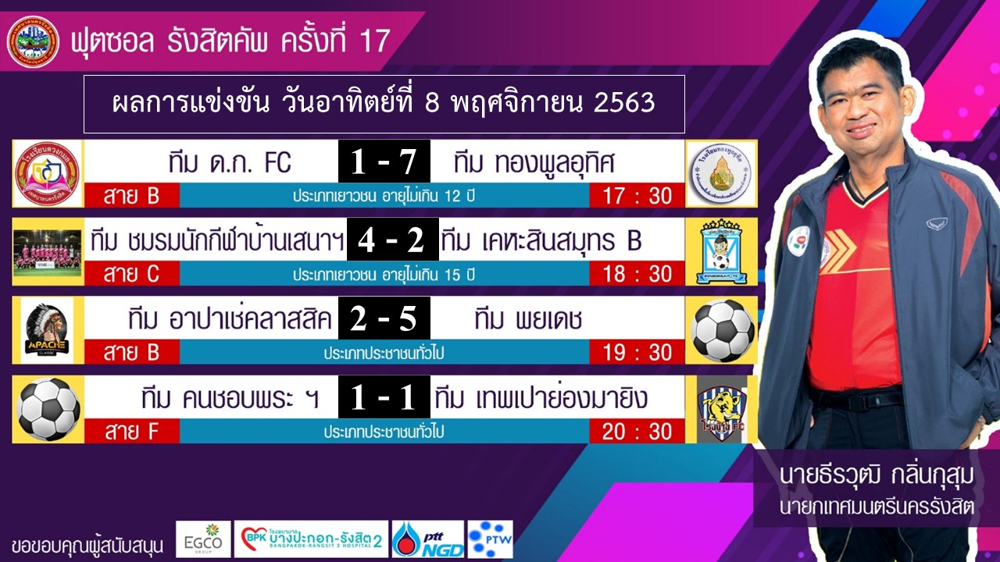 ฟุตซอล รังสิตคัพ ครั้งที่ 17
ผลการแข่งขัน วันอาทิตย์ที่ 8 พฤศจิกายน 2563
ทีม ด.ก. FC 1 - 7 ทีม ทองพูลอุทิศ
สาย B ประเภทเยาวชน อายุไม่เกิน 12 ปี 17 : 30
ทีม ชมรมนักกีฬาบ้านเสนาฯ 4 - 2 ทีม เคหะสินสมุทร B
สาย C ประเภทเยาวชน อายุไม่เกิน 15 ปี 18 : 30
ทีม อาปาเช่คลาสสิค 2 - 5 ทีม พยเดช
APACHE
CLASSIC
สาย B ประเภทประชาชนทั่วไป 19 : 30
ทีม คนชอบพระ ฯ 1 - 1 ทีม เทพเปาย่องมายิง
สาย F ประเภทประชาชนทั่วไป 20 : 30
นายธีรวุฒิ กลิ่นกุสุม
นายกเทศมนตรีนครรังสิต
ขอขอบคุณผู้สนับสนุน
EGCO
GROUP
BPK โรงพยาบาล
บางปะกอก-รังสิต 2
BANGPAKOK-RANGSIT 2 HOSPITAL
ptt
NGD
PTW